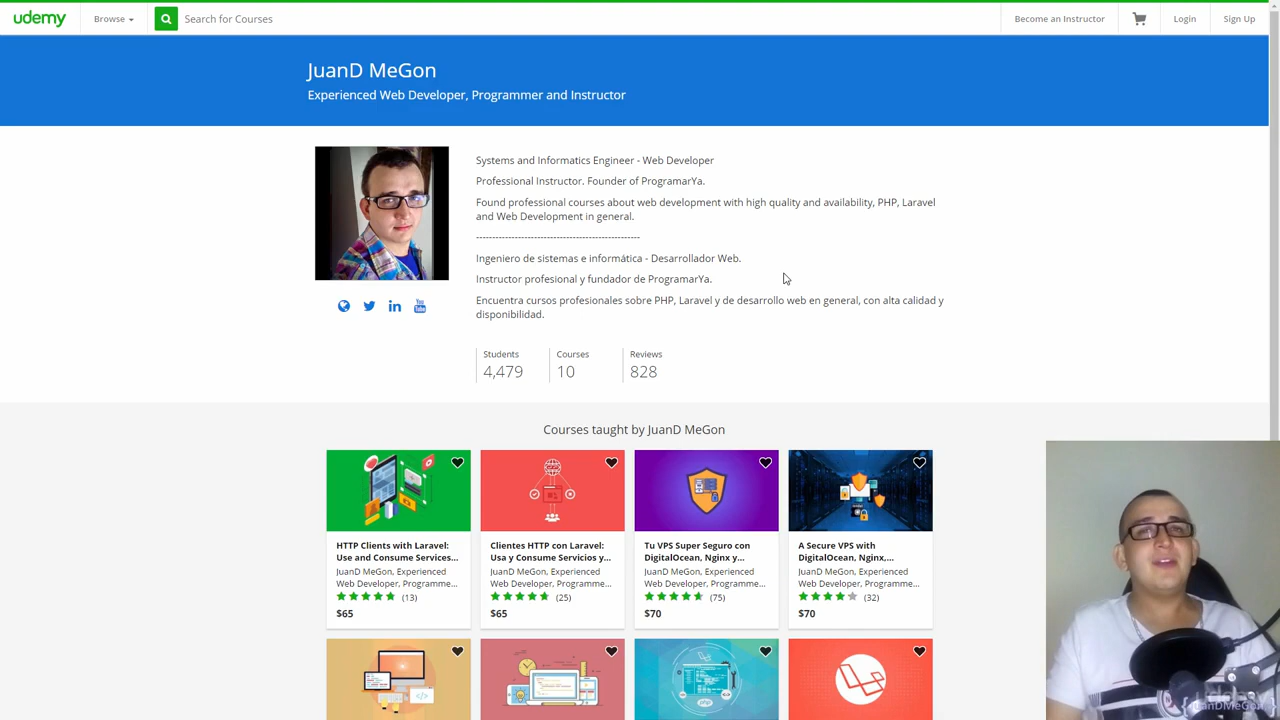 udemy
Browse
Search for Courses
Become an Instructor
Login
Sign Up
JuanD MeGon
Experienced Web Developer, Programmer and Instructor
Systems and Informatics Engineer - Web Developer
Professional Instructor. Founder of ProgramarYa.
Found professional courses about web development with high quality and availability, PHP, Laravel
and Web Development in general.
-----------------------------------------------------
Ingeniero de sistemas e informática - Desarrollador Web.
Instructor profesional y fundador de ProgramarYa.
Encuentra cursos profesionales sobre PHP, Laravel y de desarrollo web en general, con alta calidad y
disponibilidad.
Students
4,479
Courses
10
Reviews
828
Courses taught by JuanD MeGon
HTTP Clients with Laravel:
Use and Consume Services...
JuanD MeGon, Experienced
Web Developer, Programme...
(13)
$65
Clientes HTTP con Laravel:
Usa y Consume Servicios y...
JuanD MeGon, Experienced
Web Developer, Programme...
(25)
$65
Tu VPS Super Seguro con
DigitalOcean, Nginx y...
JuanD MeGon, Experienced
Web Developer, Programme...
(75)
$70
A Secure VPS with
DigitalOcean, Nginx,...
JuanD MeGon, Experienced
Web Developer, Programme...
(32)
$70
udemy
JuanDMeGon